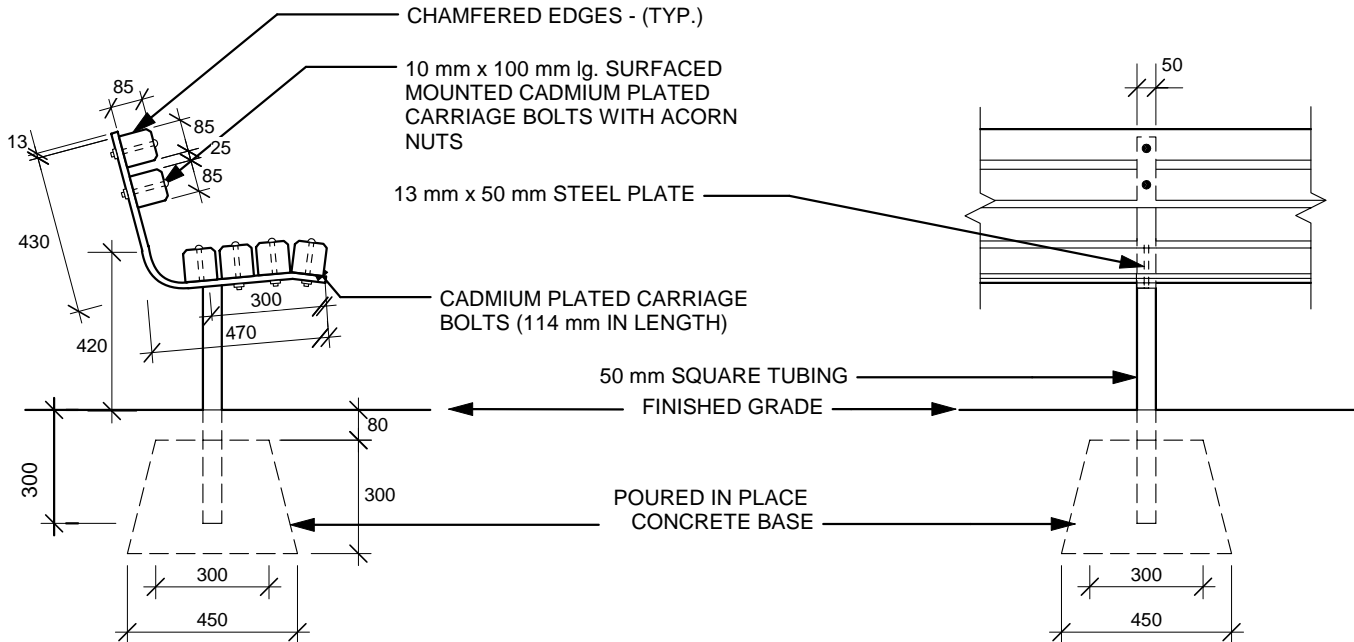 CHAMFERED EDGES - (TYP.)
10 mm x 100 mm lg. SURFACED
MOUNTED CADMIUM PLATED
CARRIAGE BOLTS WITH ACORN
NUTS
85
85
25
85
13
430
13 mm x 50 mm STEEL PLATE
50
300
470
CADMIUM PLATED CARRIAGE
BOLTS (114 mm IN LENGTH)
420
50 mm SQUARE TUBING
FINISHED GRADE
80
300
300
POURED IN PLACE
CONCRETE BASE
300
450
300
450